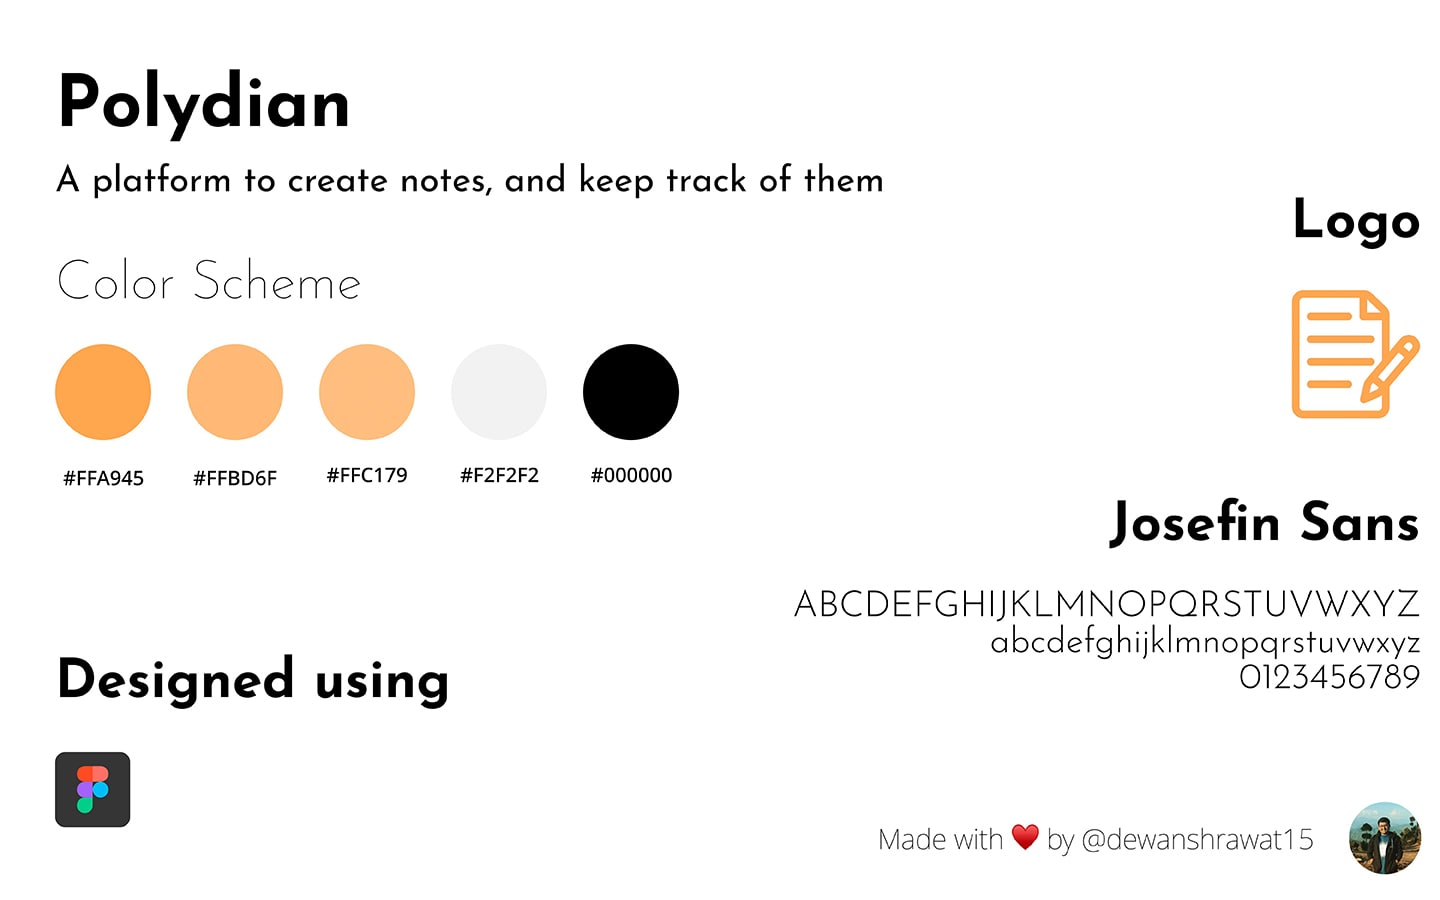 Polydian
A platform to create notes, and keep track of them
Color Scheme
#FFA945 #FFBD6F #FFC179 #F2F2F2 #000000
Logo
Josefin Sans
ABCDEFGHIJKLMNOPQRSTUVWXYZ
abcdefghijklmnopqrstuvwxyz
0123456789
Designed using
Made with ❤️ by @dewanshrawat15